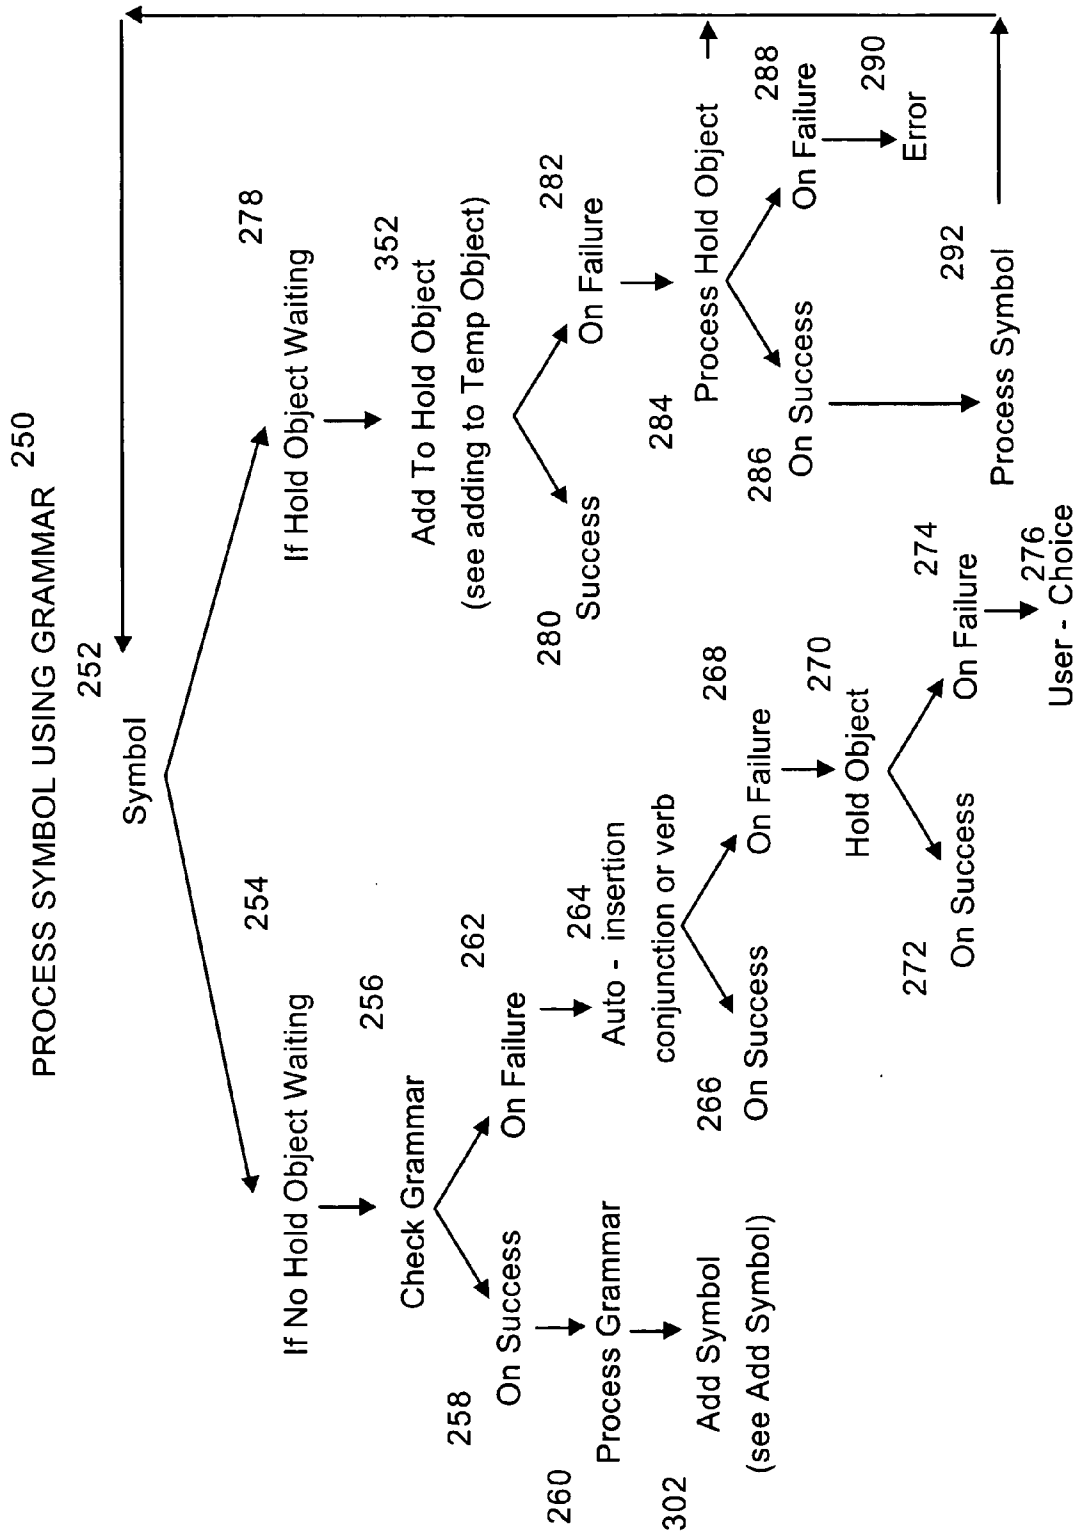 PROCESS SYMBOL USING GRAMMAR 250
252
Symbol
254
If No Hold Object Waiting
256
Check Grammar
258
On Success
260
Process Grammar
302
Add Symbol
(see Add Symbol)
262
On Failure
264
Auto - insertion
conjunction or verb
266
On Success
268
On Failure
270
Hold Object
272
On Success
274
On Failure
276
User - Choice
278
If Hold Object Waiting
352
Add To Hold Object
(see adding to Temp Object)
280
Success
282
On Failure
284
Process Hold Object
286
On Success
288
On Failure
290
Error
292
Process Symbol